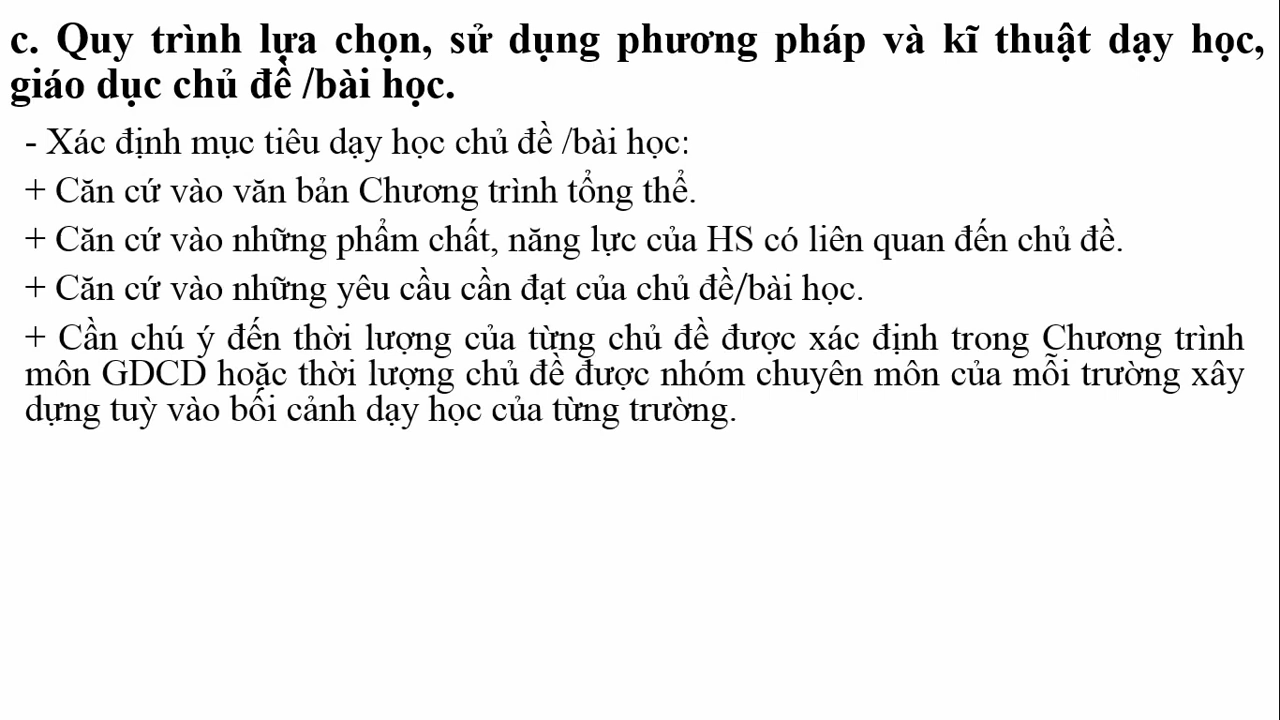 c. Quy trình lựa chọn, sử dụng phương pháp và kĩ thuật dạy học,
giáo dục chủ đề /bài học.
- Xác định mục tiêu dạy học chủ đề /bài học:
+ Căn cứ vào văn bản Chương trình tổng thể.
+ Căn cứ vào những phẩm chất, năng lực của HS có liên quan đến chủ đề.
+ Căn cứ vào những yêu cầu cần đạt của chủ đề/bài học.
+ Cần chú ý đến thời lượng của từng chủ đề được xác định trong Chương trình
môn GDCD hoặc thời lượng chủ đề được nhóm chuyên môn của mỗi trường xây
dựng tuỳ vào bối cảnh dạy học của từng trường.